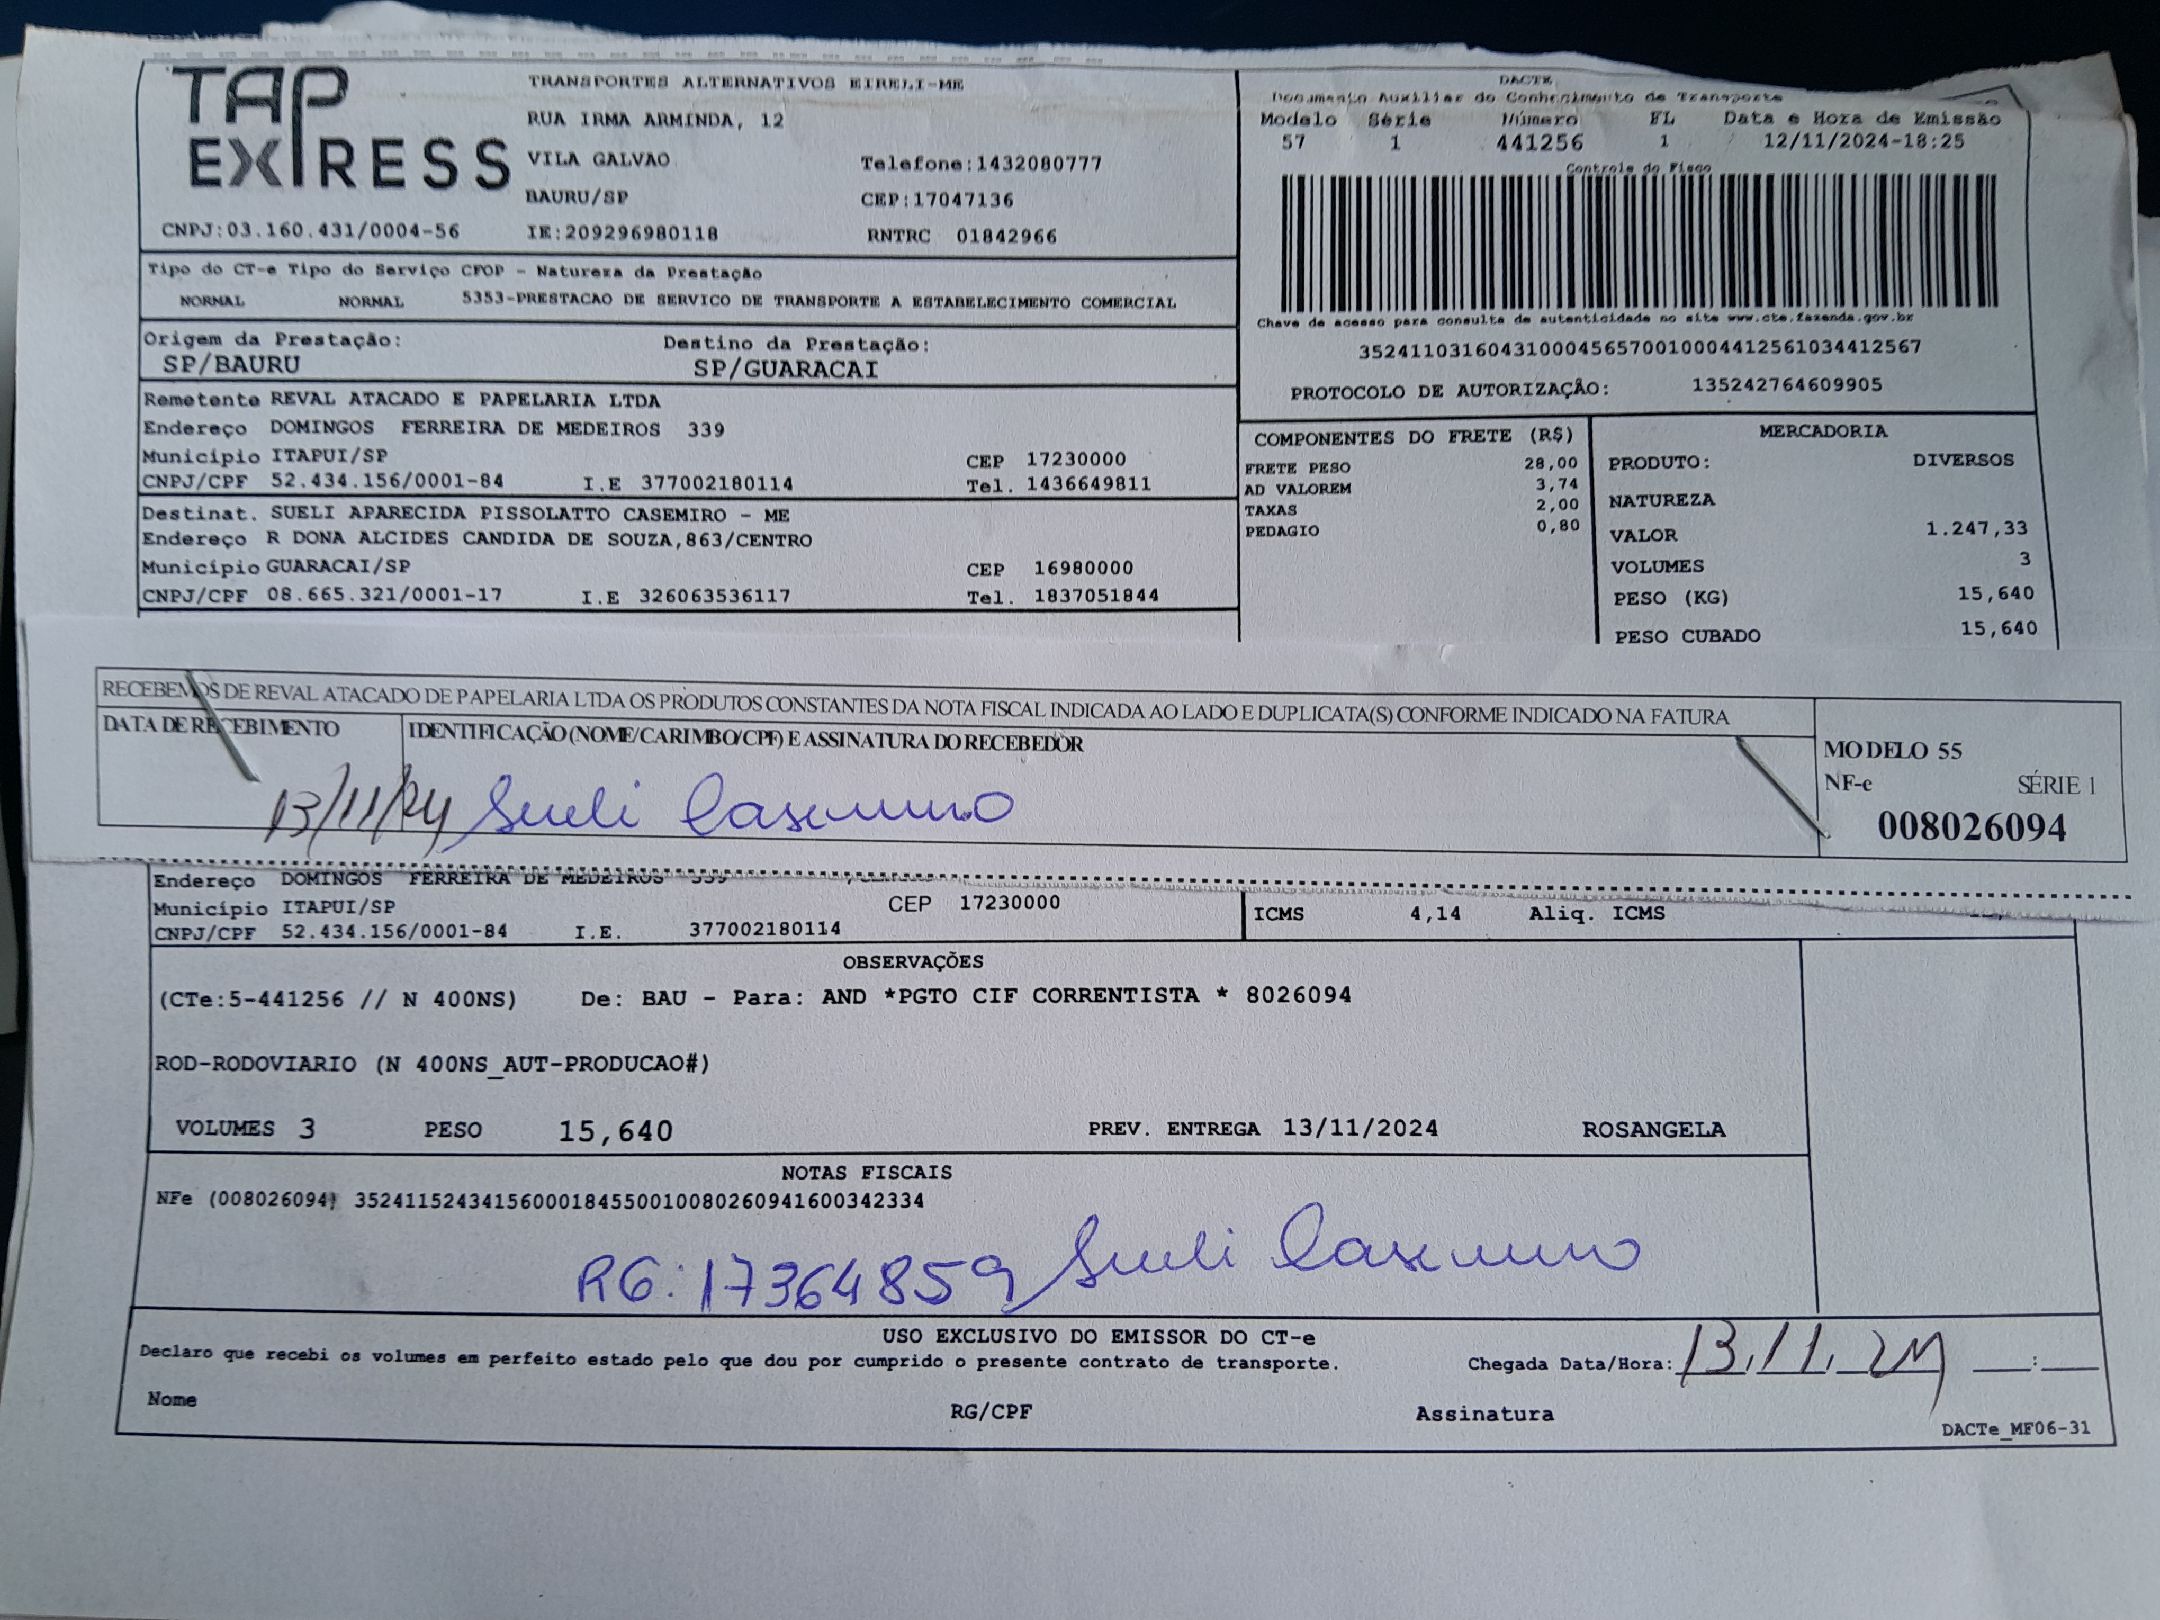 TAP EXPRESS
TRANSPORTES ALTERNATIVOS EIRELI-ME
RUA IRMA ARMINDA, 12
VILA GALVAO Telefone:1432080777
BAURU/SP CEP:17047136
CNPJ:03.160.431/0004-56 IE:209296980118 RNTRC 01842966
DACTE
Documento Auxiliar do Conhecimento de Transporte
Modelo Série Número FL Data e Hora de Emissão
57 1 441256 1 12/11/2024-18:25
Controle do Fisco
Chave de acesso para consulta de autenticidade no site www.cte.fazenda.gov.br
35241103160431000456570010004412561034412567
PROTOCOLO DE AUTORIZAÇÃO: 135242764609905
Tipo do CT-e Tipo do Serviço CFOP - Natureza da Prestação
NORMAL NORMAL 5353-PRESTACAO DE SERVICO DE TRANSPORTE A ESTABELECIMENTO COMERCIAL
Origem da Prestação: Destino da Prestação:
SP/BAURU SP/GUARACAI
Remetente REVAL ATACADO E PAPELARIA LTDA
Endereço DOMINGOS FERREIRA DE MEDEIROS 339
Município ITAPUI/SP CEP 17230000
CNPJ/CPF 52.434.156/0001-84 I.E 377002180114 Tel. 1436649811
Destinat. SUELI APARECIDA PISSOLATTO CASEMIRO - ME
Endereço R DONA ALCIDES CANDIDA DE SOUZA,863/CENTRO
Município GUARACAI/SP CEP 16980000
CNPJ/CPF 08.665.321/0001-17 I.E 326063536117 Tel. 1837051844
COMPONENTES DO FRETE (R$)
FRETE PESO 28,00
AD VALOREM 3,74
TAXAS 2,00
PEDAGIO 0,80
MERCADORIA
PRODUTO: DIVERSOS
NATUREZA
VALOR 1.247,33
VOLUMES 3
PESO (KG) 15,640
PESO CUBADO 15,640
RECEBEMOS DE REVAL ATACADO DE PAPELARIA LTDA OS PRODUTOS CONSTANTES DA NOTA FISCAL INDICADA AO LADO E DUPLICATA(S) CONFORME INDICADO NA FATURA
DATA DE RECEBIMENTO IDENTIFICAÇÃO (NOME/CARIMBO/CPF) E ASSINATURA DO RECEBEDOR
13/11/24 Sueli Casemiro
MODELO 55
NF-e SÉRIE 1
008026094
Endereço DOMINGOS FERREIRA DE MEDEIROS 339
Município ITAPUI/SP CEP 17230000
CNPJ/CPF 52.434.156/0001-84 I.E. 377002180114
ICMS 4,14 Aliq. ICMS
OBSERVAÇÕES
(CTe:5-441256 // N 400NS) De: BAU - Para: AND *PGTO CIF CORRENTISTA * 8026094
ROD-RODOVIARIO (N 400NS_AUT-PRODUCAO#)
VOLUMES 3 PESO 15,640 PREV. ENTREGA 13/11/2024 ROSANGELA
NOTAS FISCAIS
NFe (008026094) 35241152434156000184550010080260941600342334
RG: 17364859 Sueli Casemiro
USO EXCLUSIVO DO EMISSOR DO CT-e
Declaro que recebi os volumes em perfeito estado pelo que dou por cumprido o presente contrato de transporte.
Chegada Data/Hora: 13.11.24 __:__
Nome RG/CPF Assinatura
DACTe_MF06-31